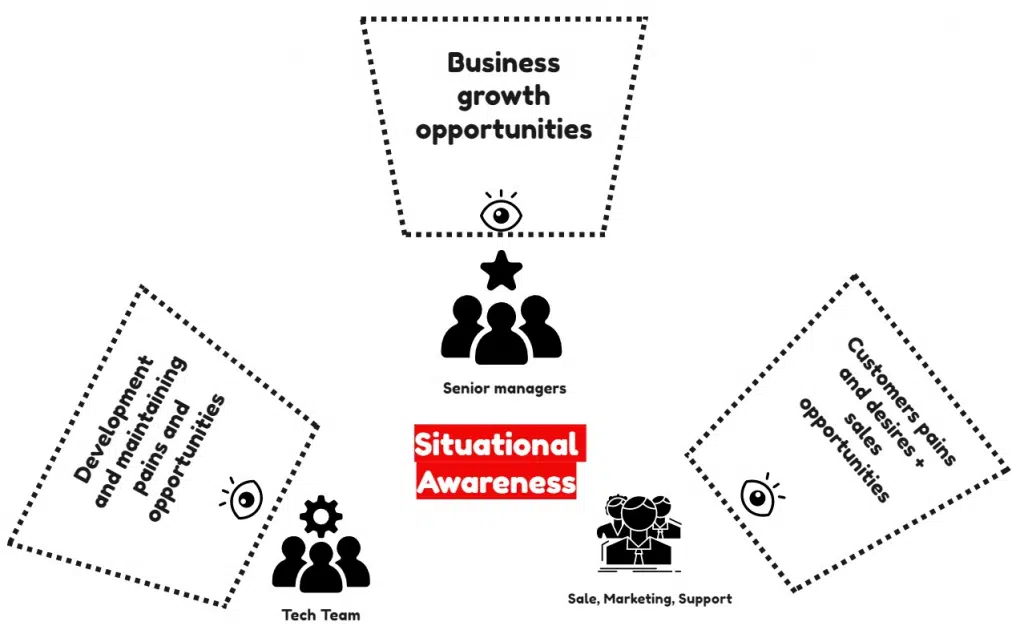 Business
growth
opportunities
Senior managers
Development
and maintaining
pains and
opportunities
Tech Team
Situational
Awareness
Customers pains
and desires +
sales
opportunities
Sale, Marketing, Support